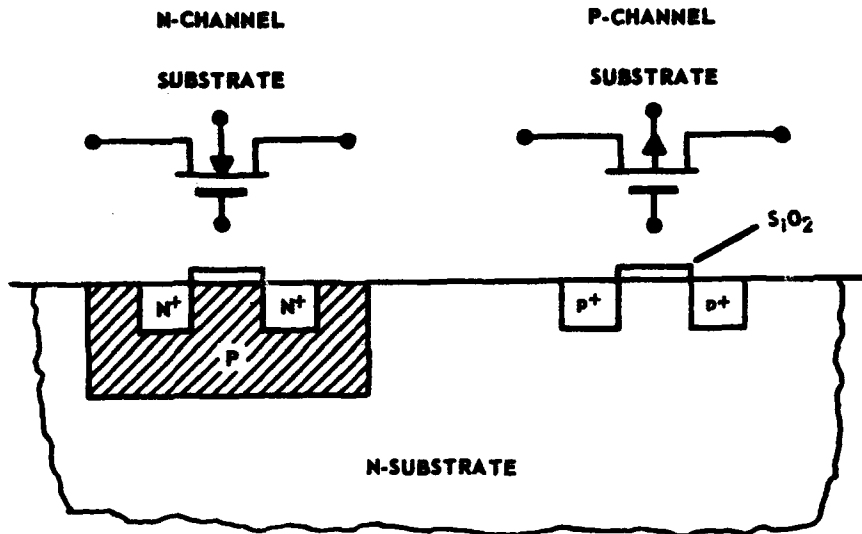 N-CHANNEL
P-CHANNEL
SUBSTRATE
SUBSTRATE
SiO2
N+
N+
P+
P+
P
N-SUBSTRATE